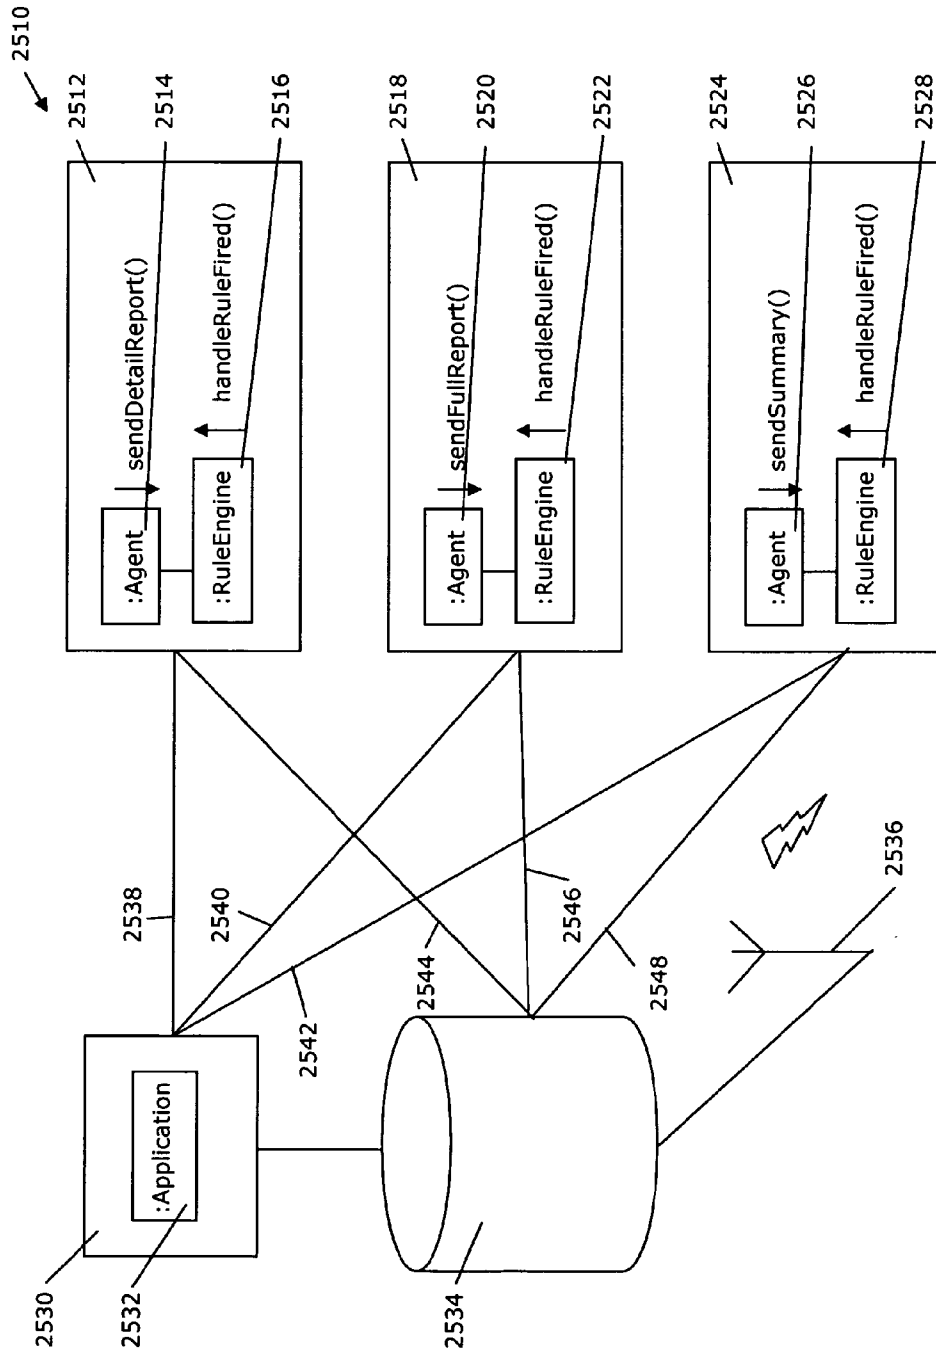 2510
2530
2532
:Application
2538
2512
:Agent
sendDetailReport()
2514
:RuleEngine
handleRuleFired()
2516
2540
2542
2544
2534
2518
:Agent
sendFullReport()
2520
:RuleEngine
handleRuleFired()
2522
2546
2548
2524
:Agent
sendSummary()
2526
:RuleEngine
handleRuleFired()
2528
2536